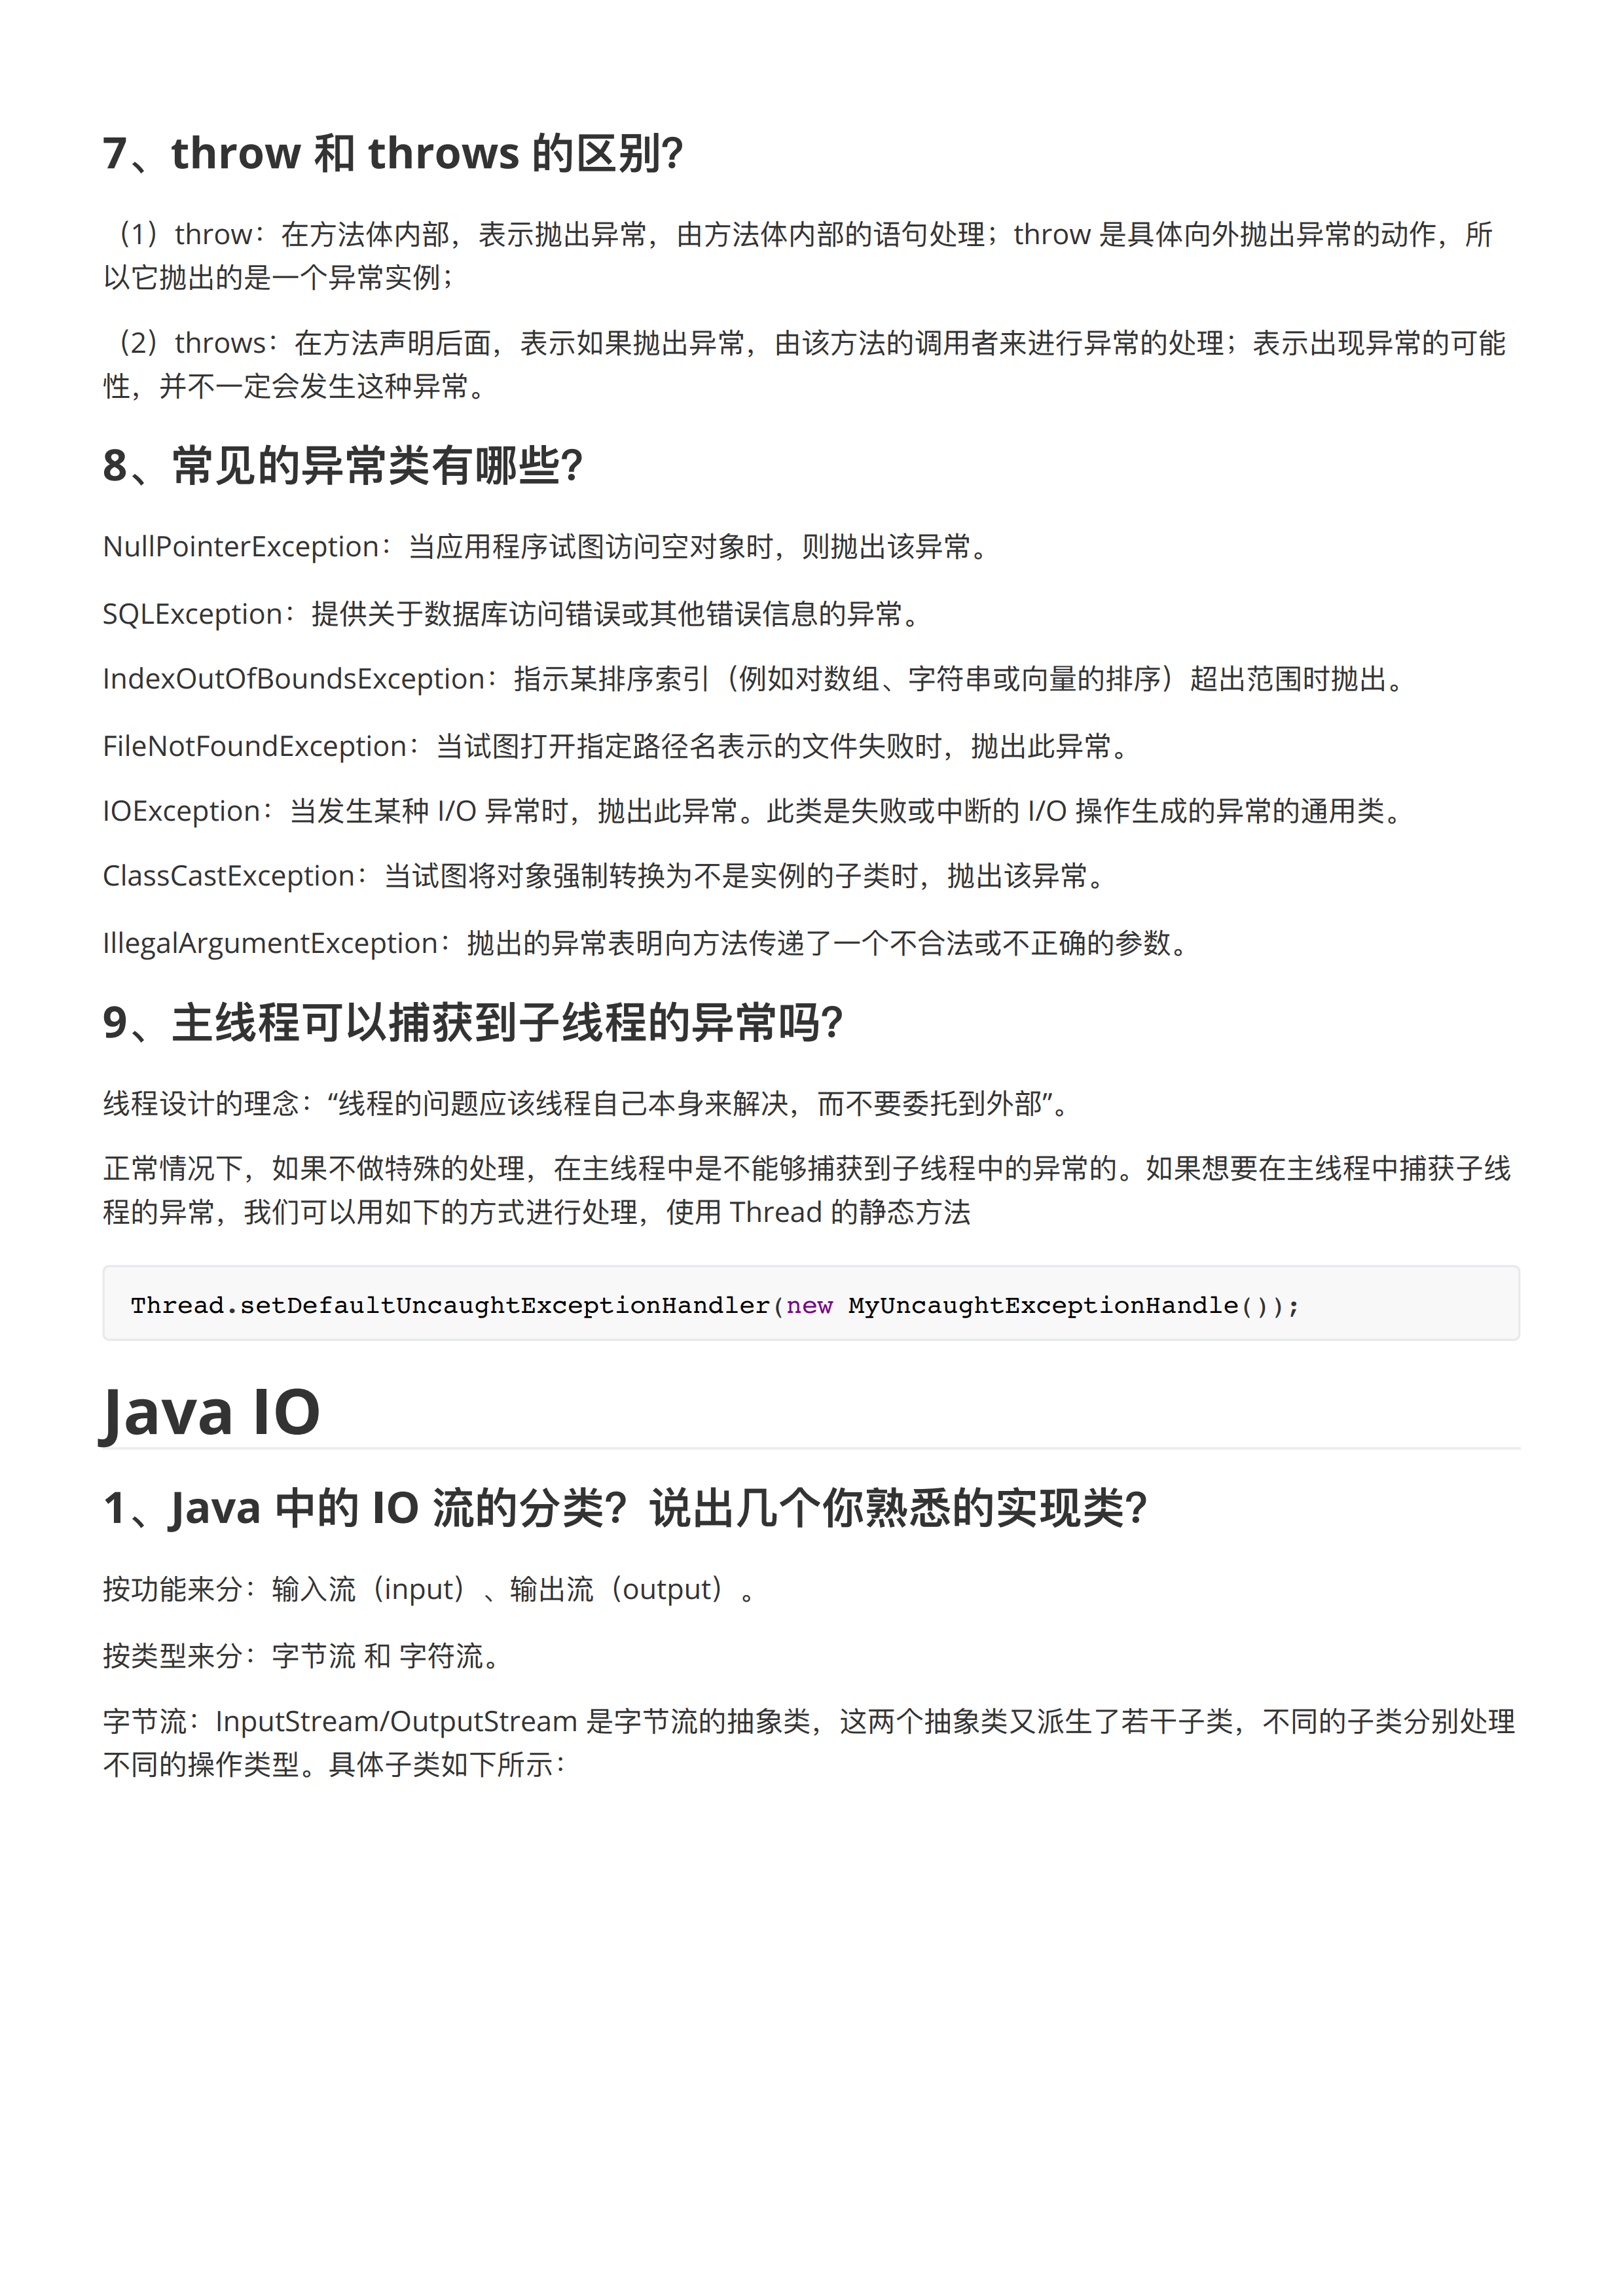 7、throw 和 throws 的区别？
（1）throw：在方法体内部，表示抛出异常，由方法体内部的语句处理；throw 是具体向外抛出异常的动作，所
以它抛出的是一个异常实例；
（2）throws：在方法声明后面，表示如果抛出异常，由该方法的调用者来进行异常的处理；表示出现异常的可能
性，并不一定会发生这种异常。
8、常见的异常类有哪些？
NullPointerException：当应用程序试图访问空对象时，则抛出该异常。
SQLException：提供关于数据库访问错误或其他错误信息的异常。
IndexOutOfBoundsException：指示某排序索引（例如对数组、字符串或向量的排序）超出范围时抛出。
FileNotFoundException：当试图打开指定路径名表示的文件失败时，抛出此异常。
IOException：当发生某种 I/O 异常时，抛出此异常。此类是失败或中断的 I/O 操作生成的异常的通用类。
ClassCastException：当试图将对象强制转换为不是实例的子类时，抛出该异常。
IllegalArgumentException：抛出的异常表明向方法传递了一个不合法或不正确的参数。
9、主线程可以捕获到子线程的异常吗？
线程设计的理念：“线程的问题应该线程自己本身来解决，而不要委托到外部”。
正常情况下，如果不做特殊的处理，在主线程中是不能够捕获到子线程中的异常的。如果想要在主线程中捕获子线
程的异常，我们可以用如下的方式进行处理，使用 Thread 的静态方法
Thread.setDefaultUncaughtExceptionHandler(new MyUncaughtExceptionHandle());
Java IO
1、Java 中的 IO 流的分类？说出几个你熟悉的实现类？
按功能来分：输入流（input）、输出流（output）。
按类型来分：字节流 和 字符流。
字节流：InputStream/OutputStream 是字节流的抽象类，这两个抽象类又派生了若干子类，不同的子类分别处理
不同的操作类型。具体子类如下所示：